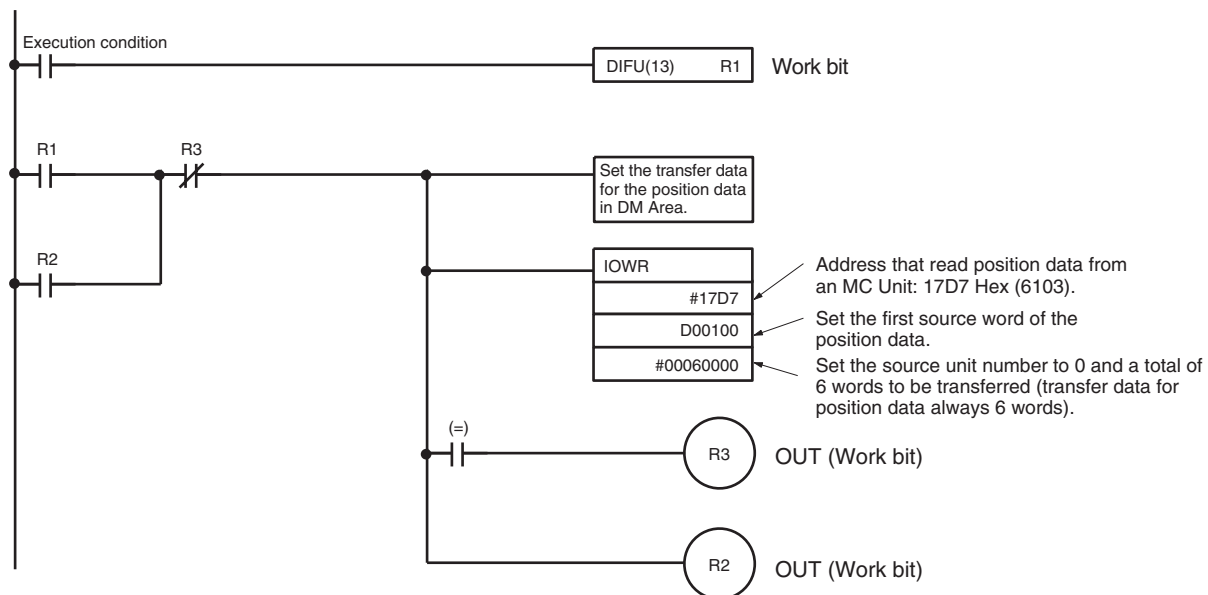 Execution condition
DIFU(13) R1 Work bit
R1
R3
Set the transfer data
for the position data
in DM Area.
R2
IOWR
#17D7
D00100
#00060000
Address that read position data from
an MC Unit: 17D7 Hex (6103).
Set the first source word of the
position data.
Set the source unit number to 0 and a total of
6 words to be transferred (transfer data for
position data always 6 words).
(=)
R3 OUT (Work bit)
R2 OUT (Work bit)